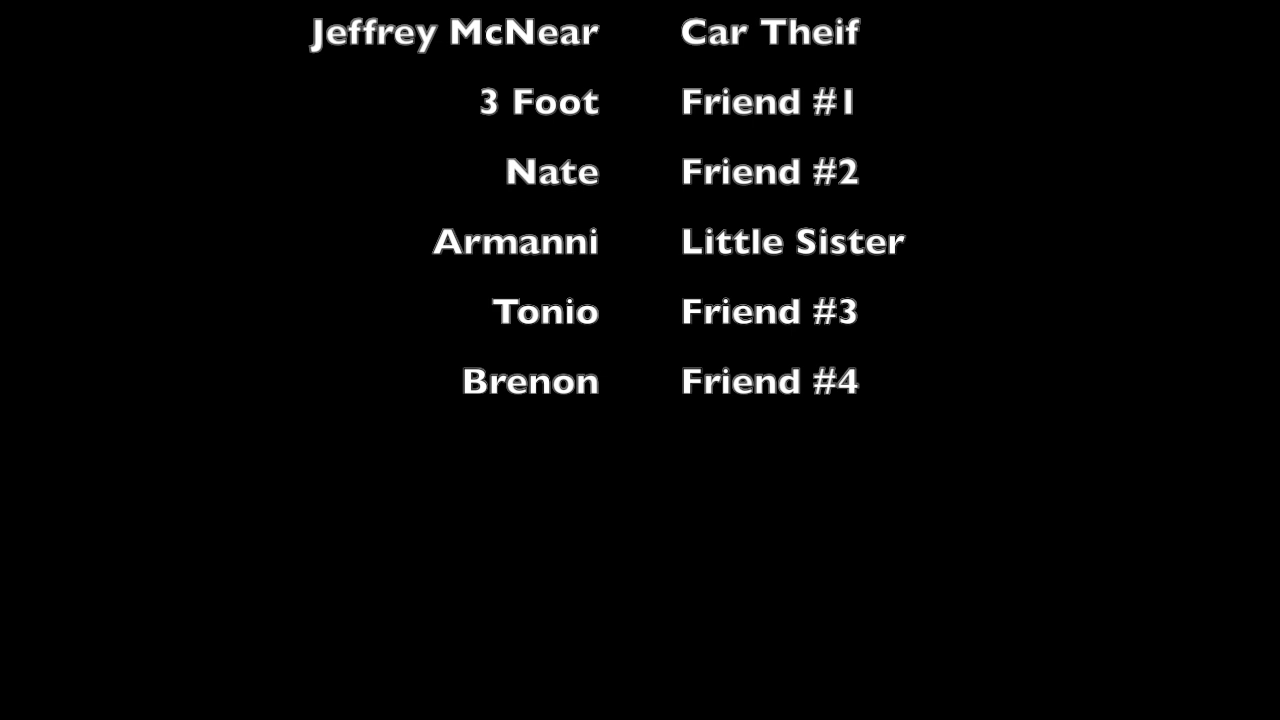 Jeffrey McNear Car Theif
3 Foot Friend #1
Nate Friend #2
Armanni Little Sister
Tonio Friend #3
Brenon Friend #4